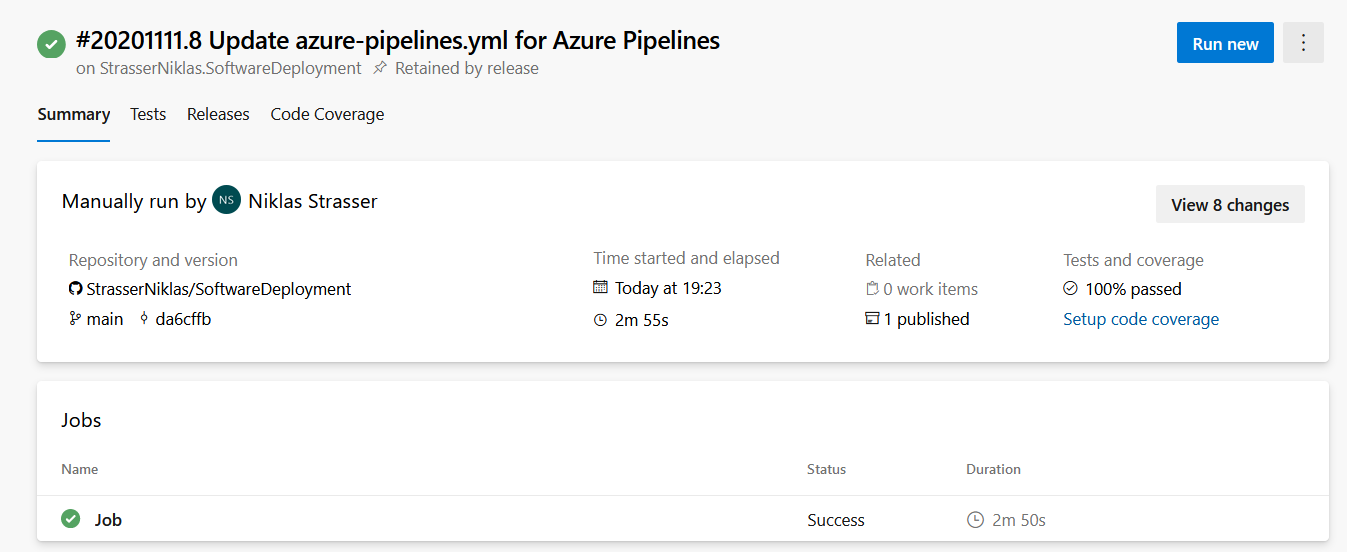 #20201111.8 Update azure-pipelines.yml for Azure Pipelines
Run new
on StrasserNiklas.SoftwareDeployment Retained by release
Summary Tests Releases Code Coverage
Manually run by NS Niklas Strasser
View 8 changes
Repository and version Time started and elapsed Related Tests and coverage
StrasserNiklas/SoftwareDeployment Today at 19:23 0 work items 100% passed
main da6cffb 2m 55s 1 published Setup code coverage
Jobs
Name Status Duration
Job Success 2m 50s